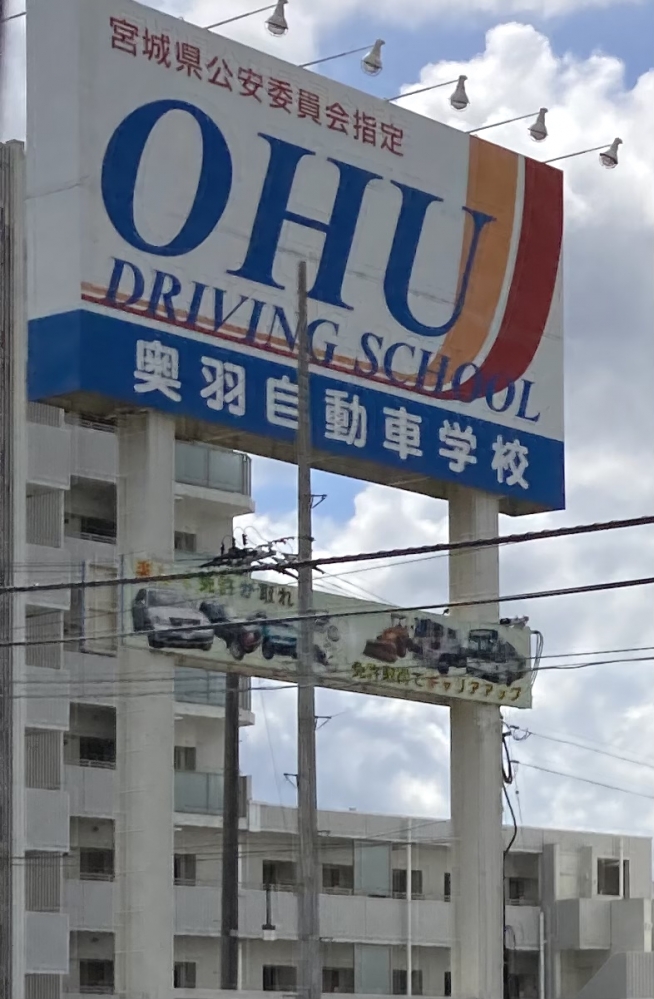 宮城県公安委員会指定
OHU
DRIVING SCHOOL
奥羽自動車学校
免許が取れ
免許取得でキャリアアップ